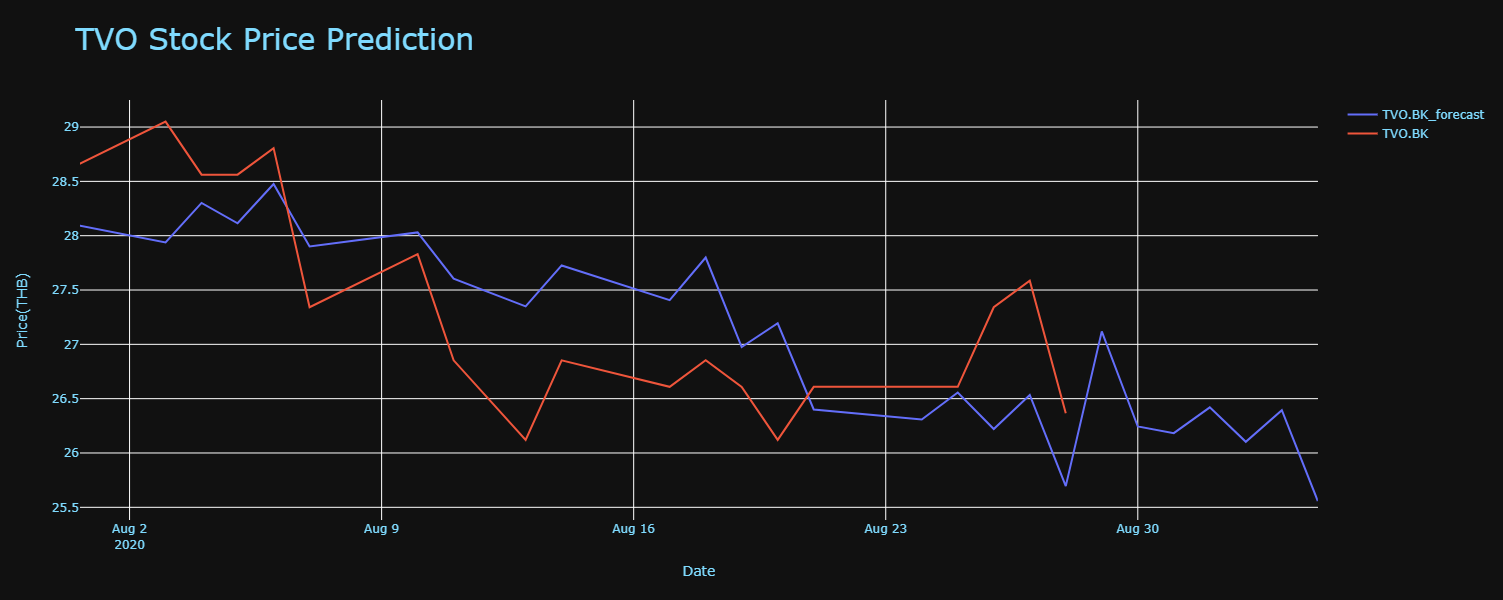 TVO Stock Price Prediction
TVO.BK_forecast
TVO.BK
Price(THB)
29
28.5
28
27.5
27
26.5
26
25.5
Aug 2
2020
Aug 9
Aug 16
Aug 23
Aug 30
Date